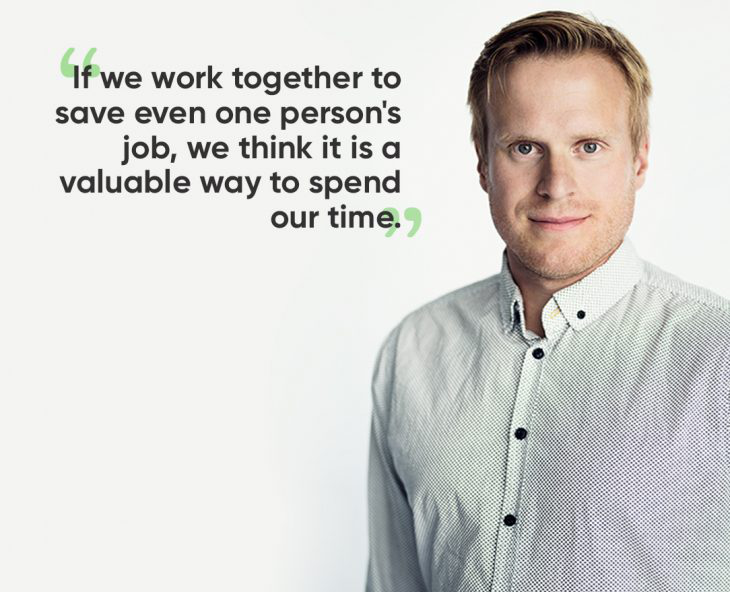 “If we work together to
save even one person's
job, we think it is a
valuable way to spend
our time.”